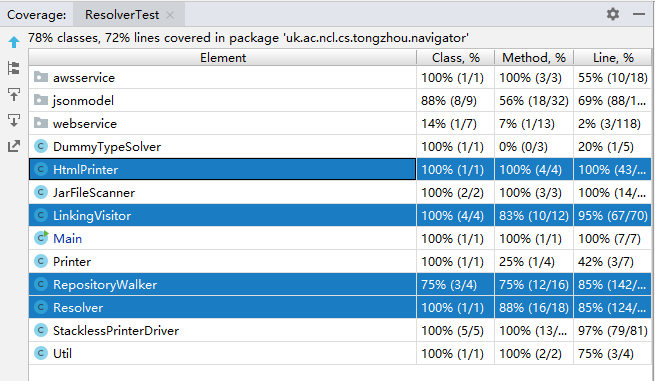 Coverage: ResolverTest
78% classes, 72% lines covered in package 'uk.ac.ncl.cs.tongzhou.navigator'
Element Class, % Method, % Line, %
awsservice 100% (1/1) 100% (3/3) 55% (10/18)
jsonmodel 88% (8/9) 56% (18/32) 69% (88/1...
webservice 14% (1/7) 7% (1/13) 2% (3/118)
DummyTypeSolver 100% (1/1) 0% (0/3) 20% (1/5)
HtmlPrinter 100% (1/1) 100% (4/4) 100% (43/...
JarFileScanner 100% (2/2) 100% (3/3) 100% (14/...
LinkingVisitor 100% (4/4) 83% (10/12) 95% (67/70)
Main 100% (1/1) 100% (1/1) 100% (7/7)
Printer 100% (1/1) 25% (1/4) 42% (3/7)
RepositoryWalker 75% (3/4) 75% (12/16) 85% (142/...
Resolver 100% (1/1) 88% (16/18) 85% (124/...
StacklessPrinterDriver 100% (5/5) 100% (13/... 97% (79/81)
Util 100% (1/1) 100% (2/2) 75% (3/4)